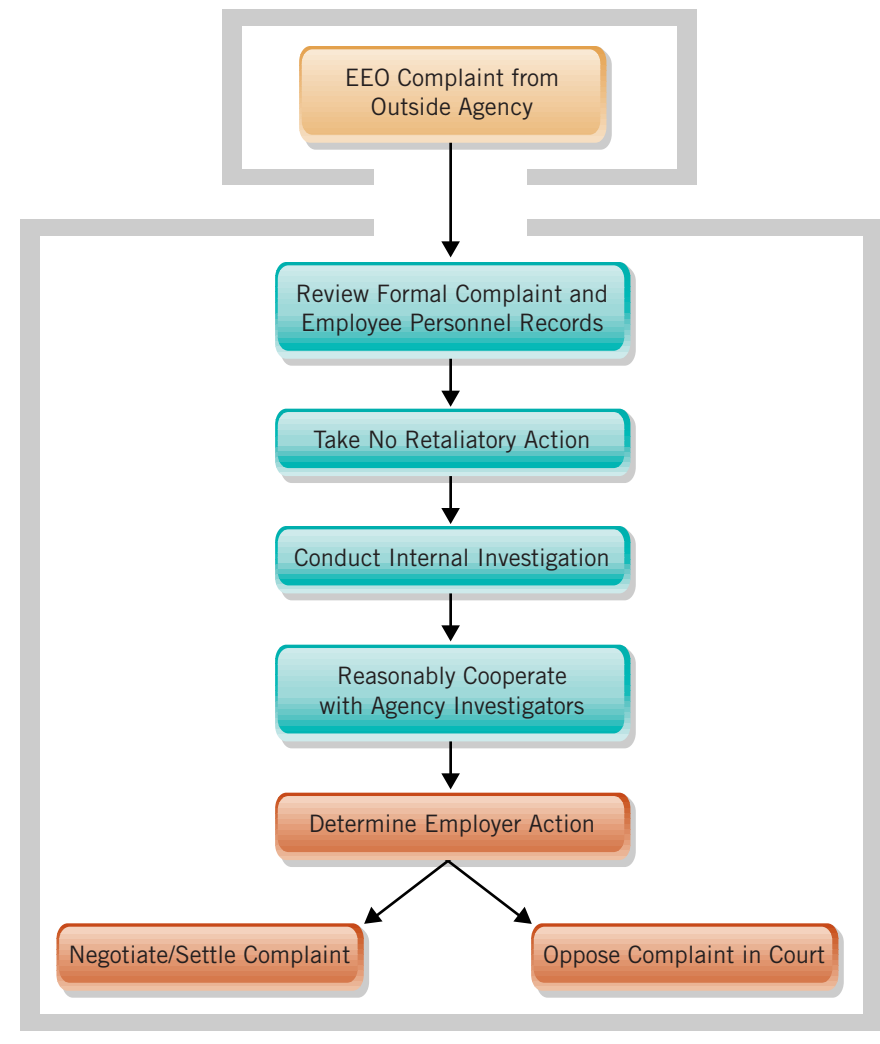 EEO Complaint from
Outside Agency
Review Formal Complaint and
Employee Personnel Records
Take No Retaliatory Action
Conduct Internal Investigation
Reasonably Cooperate
with Agency Investigators
Determine Employer Action
Negotiate/Settle Complaint
Oppose Complaint in Court